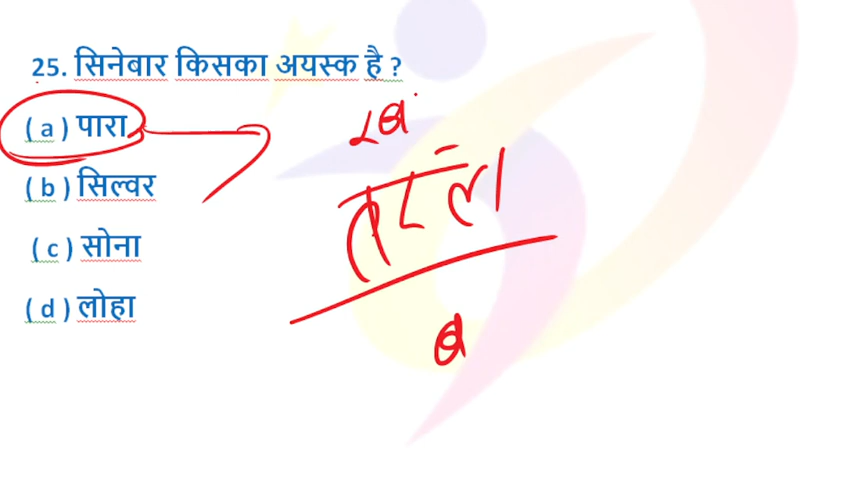 25. सिनेबार किसका अयस्क है ?
( a ) पारा
( b ) सिल्वर
( c ) सोना
( d ) लोहा